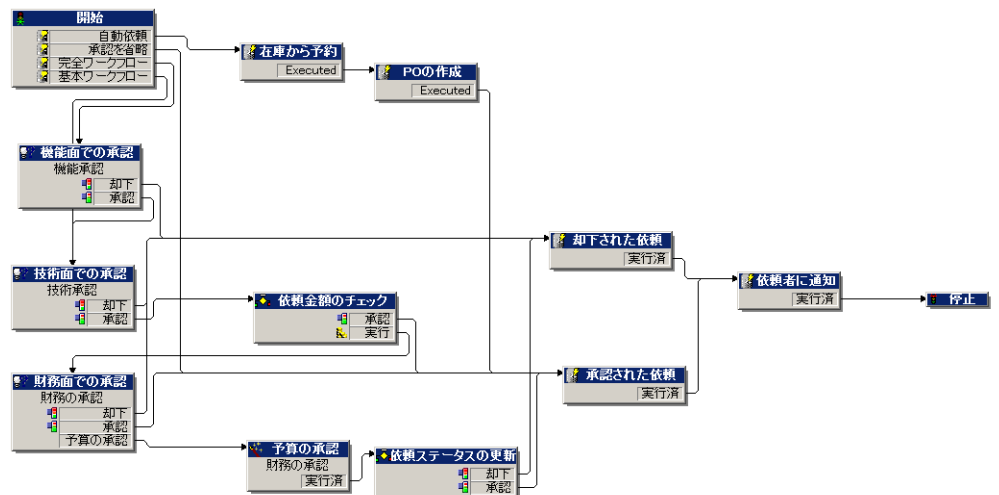 開始
自動依頼
承認を省略
完全ワークフロー
基本ワークフロー
在庫から予約
Executed
POの作成
Executed
機能面での承認
機能承認
却下
承認
却下された依頼
実行済
技術面での承認
技術承認
却下
承認
依頼金額のチェック
承認
実行
依頼者に通知
実行済
停止
財務面での承認
財務の承認
却下
承認
予算の承認
承認された依頼
実行済
予算の承認
財務の承認
実行済
依頼ステータスの更新
却下
承認